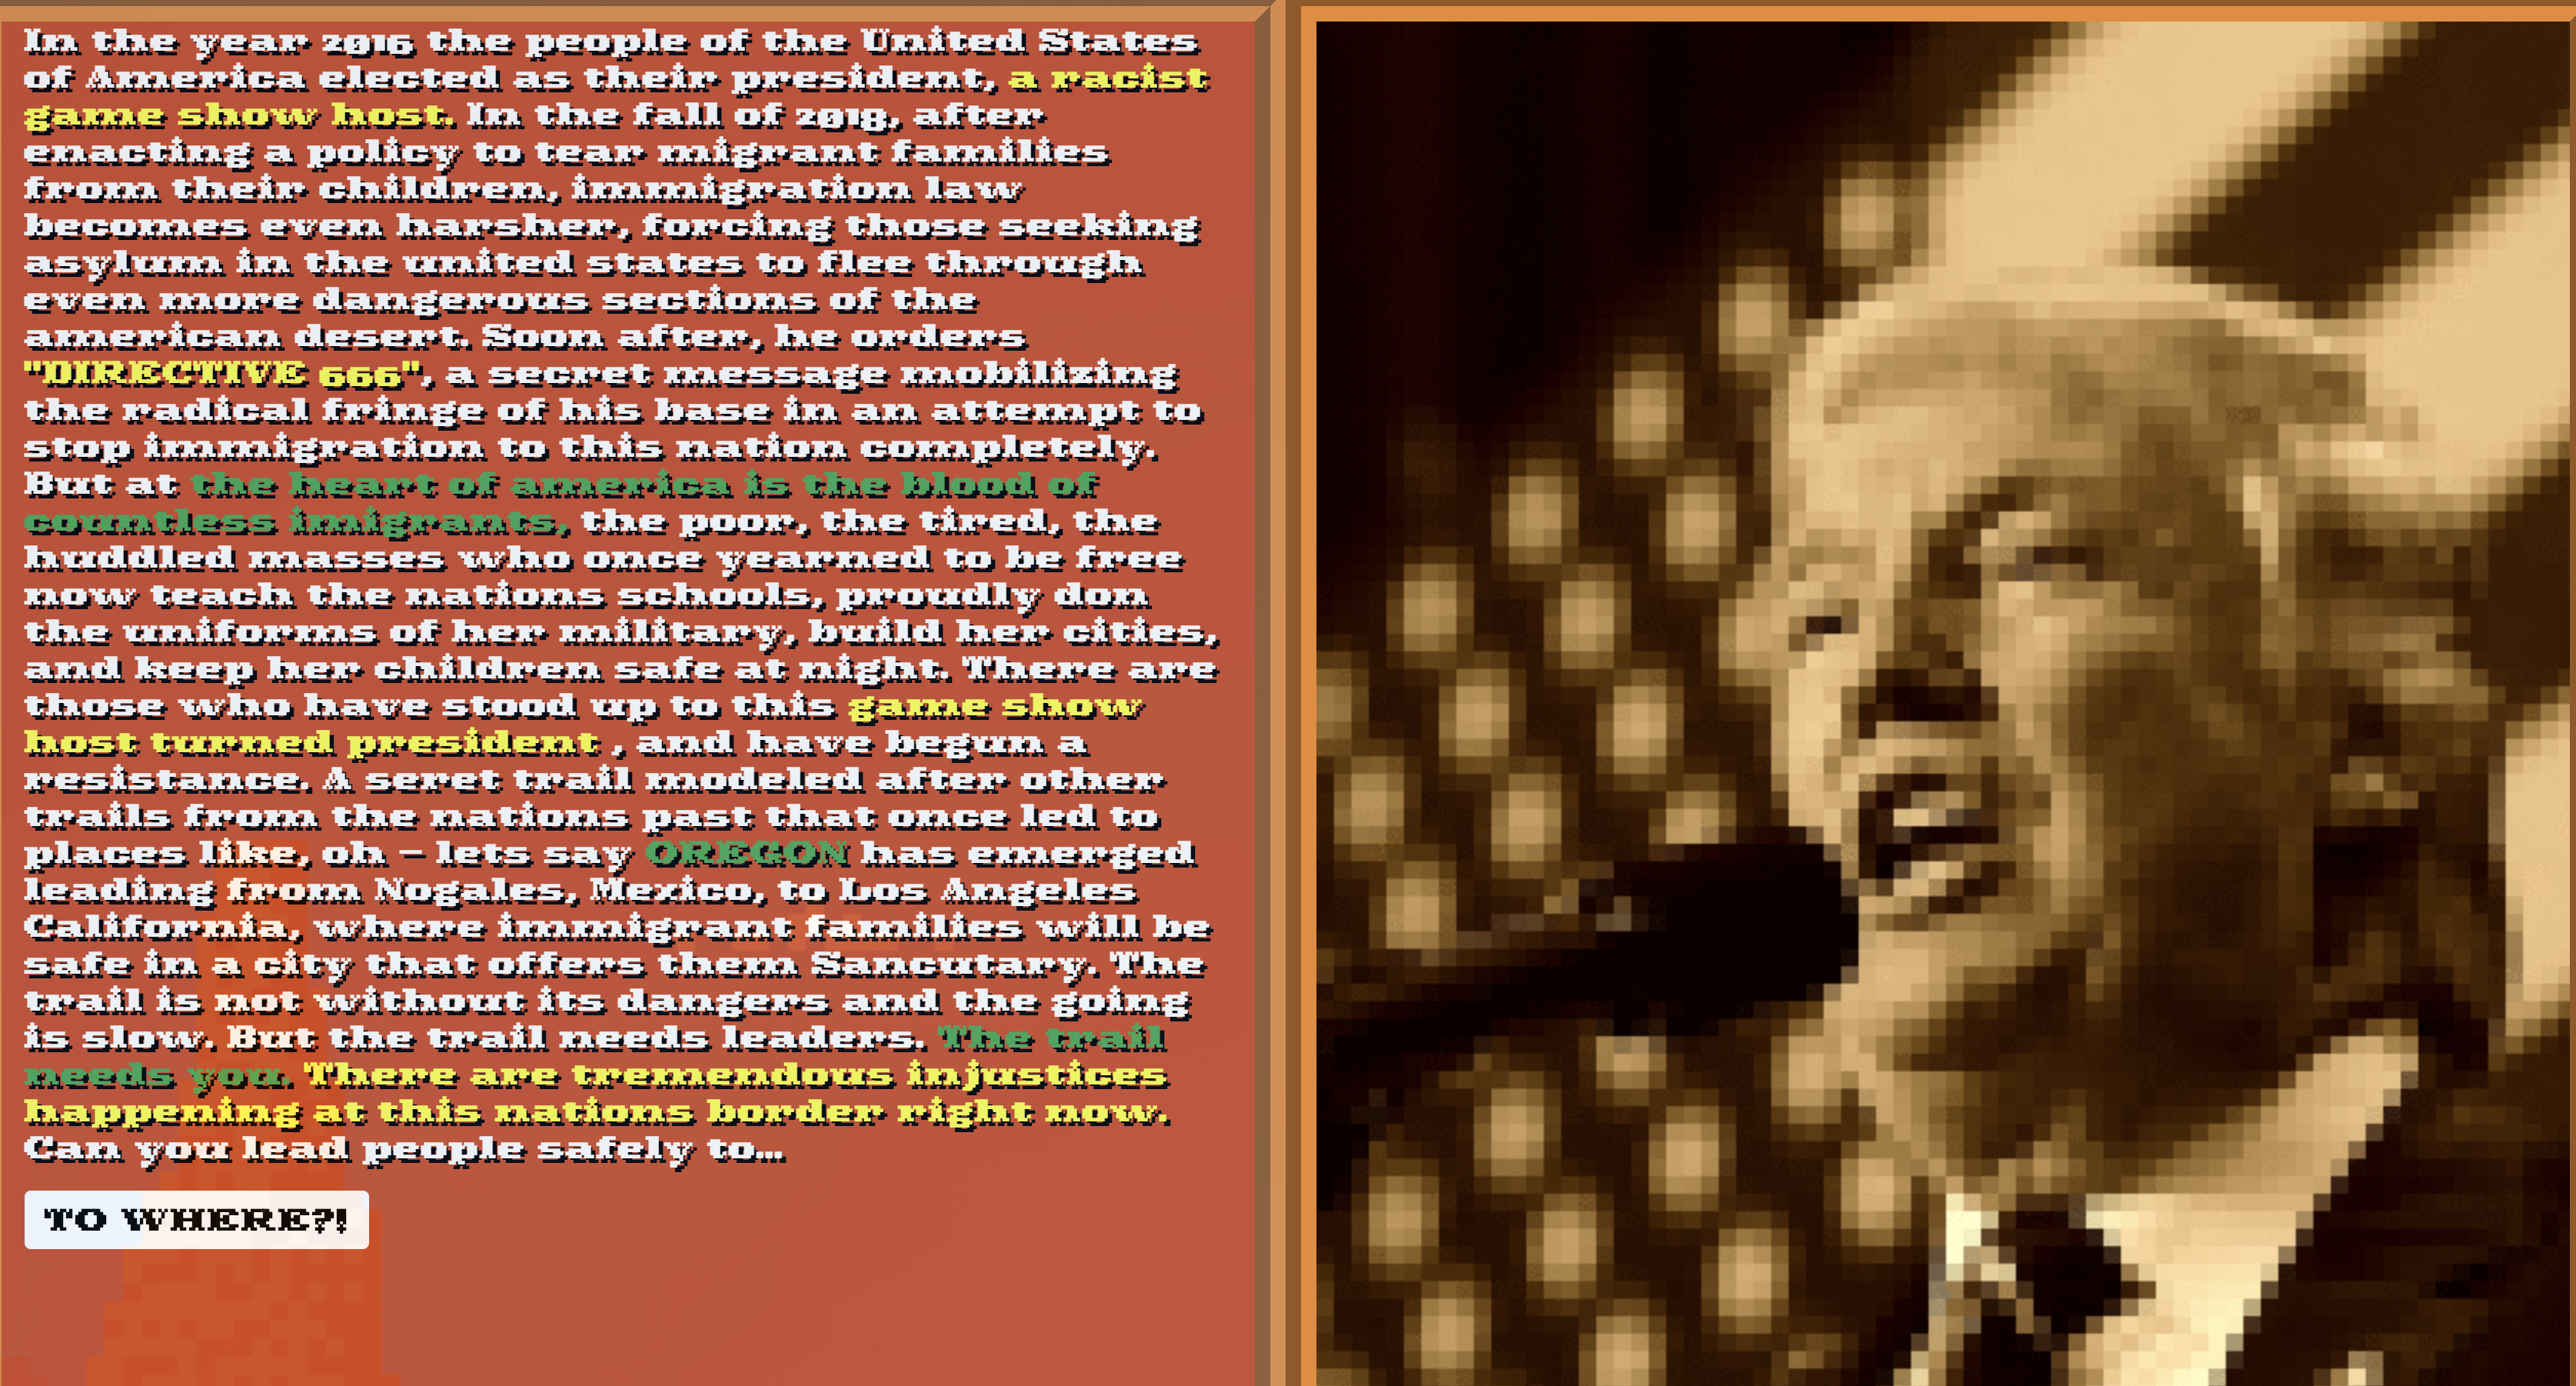 In the year 2016 the people of the United States
of America elected as their president, a racist
game show host. In the fall of 2018, after
enacting a policy to tear migrant families
from their children, immigration law
becomes even harsher, forcing those seeking
asylum in the united states to flee through
even more dangerous sections of the
american desert. Soon after, he orders
"DIRECTIVE 666", a secret message mobilizing
the radical fringe of his base in an attempt to
stop immigration to this nation completely.
But at the heart of america is the blood of
countless imigrants, the poor, the tired, the
huddled masses who once yearned to be free
now teach the nations schools, proudly don
the uniforms of her military, build her cities,
and keep her children safe at night. There are
those who have stood up to this game show
host turned president , and have begun a
resistance. A seret trail modeled after other
trails from the nations past that once led to
places like, oh – lets say OREGON has emerged
leading from Nogales, Mexico, to Los Angeles
California, where immigrant families will be
safe in a city that offers them Sancutary. The
trail is not without its dangers and the going
is slow. But the trail needs leaders. The trail
needs you. There are tremendous injustices
happening at this nations border right now.
Can you lead people safely to...
TO WHERE?!